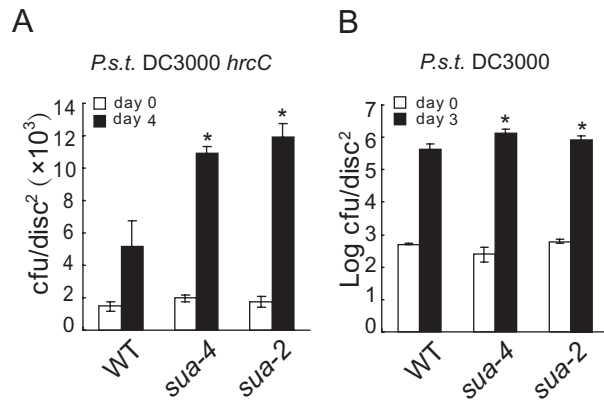 A
P.s.t. DC3000 hrcC
day 0
day 4
cfu/disc² (×10³)
14
12
10
8
6
4
2
0
*
*
WT
sua-4
sua-2
B
P.s.t. DC3000
day 0
day 3
Log cfu/disc²
7
6
5
4
3
2
1
0
*
*
WT
sua-4
sua-2